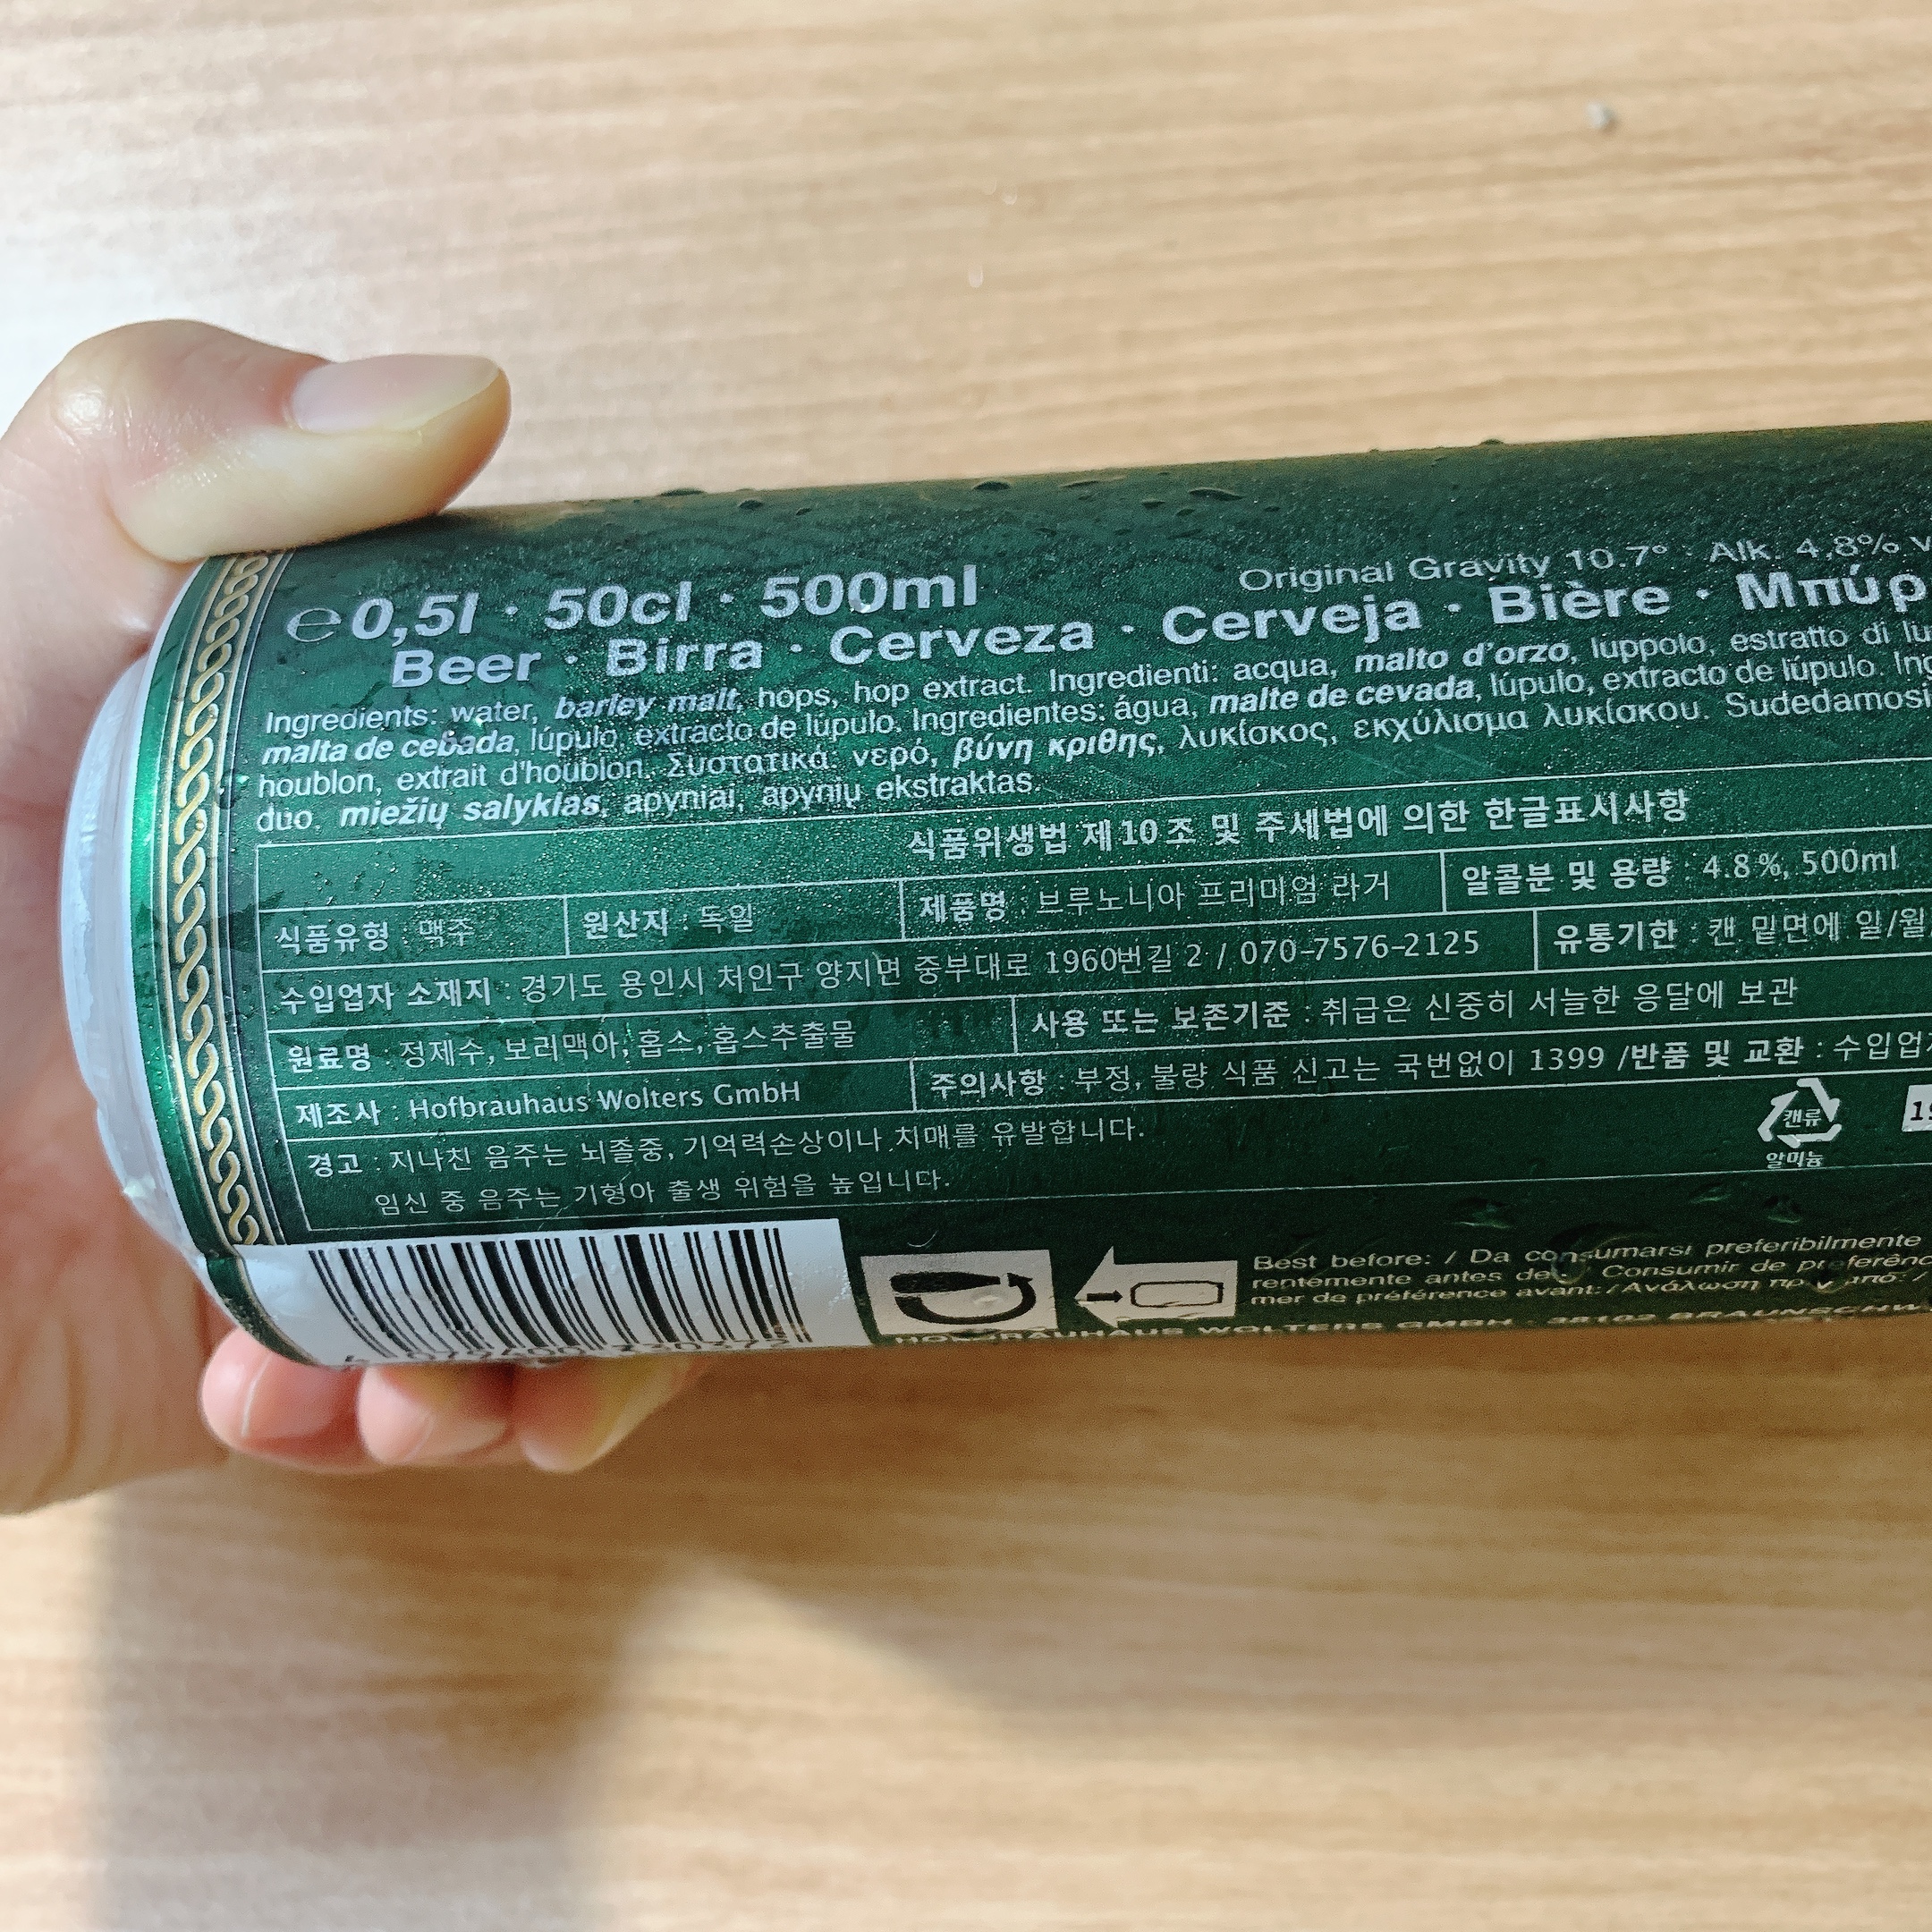 e 0,5l · 50cl · 500ml
Original Gravity 10.7° · Alk. 4,8%
Beer · Birra · Cerveza · Cerveja · Bière ·
Ingredients: water, barley malt, hops, hop extract. Ingredienti: acqua, malto d'orzo, luppolo, estratto di
malta de cebada, lúpulo, extracto de lúpulo. Ingredientes: água, malte de cevada, lúpulo, extracto de lúpulo.
houblon, extrait d'houblon. Συστατικά: νερό, βύνη κριθης, λυκίσκος, εκχύλισμα λυκίσκου.
duo, miežių salyklas, apyniai, apynių ekstraktas.
식품위생법 제10조 및 주세법에 의한 한글표시사항
식품유형 : 맥주 원산지 : 독일 제품명 : 브루노니아 프리미엄 라거 알콜분 및 용량 : 4.8%, 500ml
수입업자 소재지 : 경기도 용인시 처인구 양지면 중부대로 1960번길 2 / 070-7576-2125 유통기한 : 캔 밑면에 일/월
원료명 : 정제수, 보리맥아, 홉스, 홉스추출물 사용 또는 보존기준 : 취급은 신중히 서늘한 응달에 보관
제조사 : Hofbrauhaus Wolters GmbH 주의사항 : 부정, 불량 식품 신고는 국번없이 1399 /반품 및 교환 :
경고 : 지나친 음주는 뇌졸중, 기억력손상이나 치매를 유발합니다.
임신 중 음주는 기형아 출생 위험을 높입니다.
캔류
알미늄
Best before: / Da consumarsi preferibilmente
rentemente antes de: / Consumir de
mer de préférence avant: / Ανάλωση
HOFBRAUHAUS WOLTERS GMBH · 38102